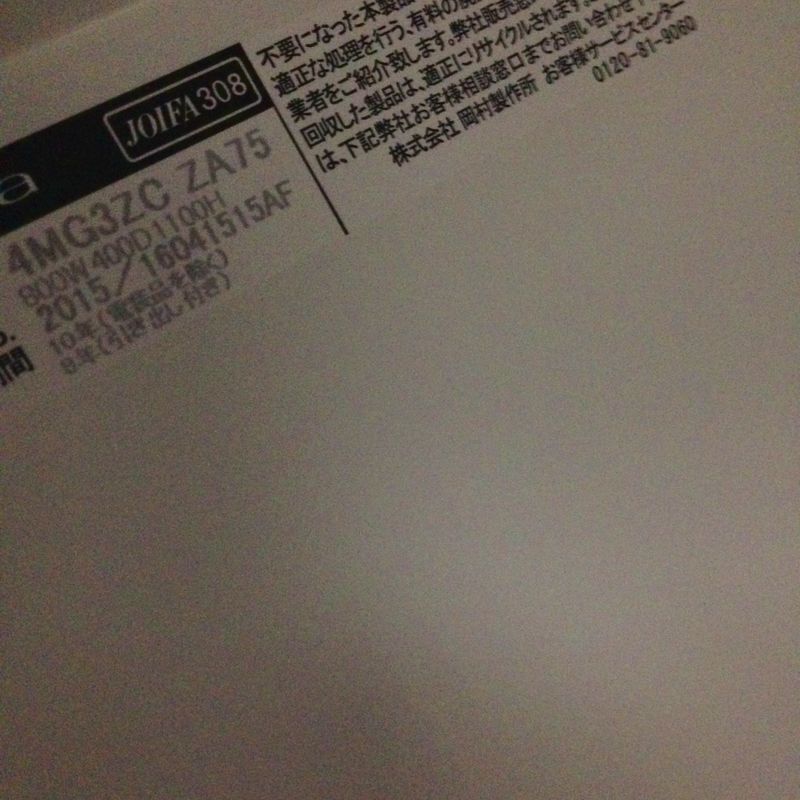 JOIFA308
4MG3ZC ZA75
800W400D1100H
2015/16041515AF
10年(電装品を除く)
間 8年(引き出し付き)
不要になった本製品
適正な処理を行う、有料の
業者をご紹介致します。弊社販売窓
回収した製品は、適正にリサイクルされます。
は、下記弊社お客様相談窓口までお問い合わせ下
株式会社 岡村製作所 お客様サービスセンター
0120-81-9060